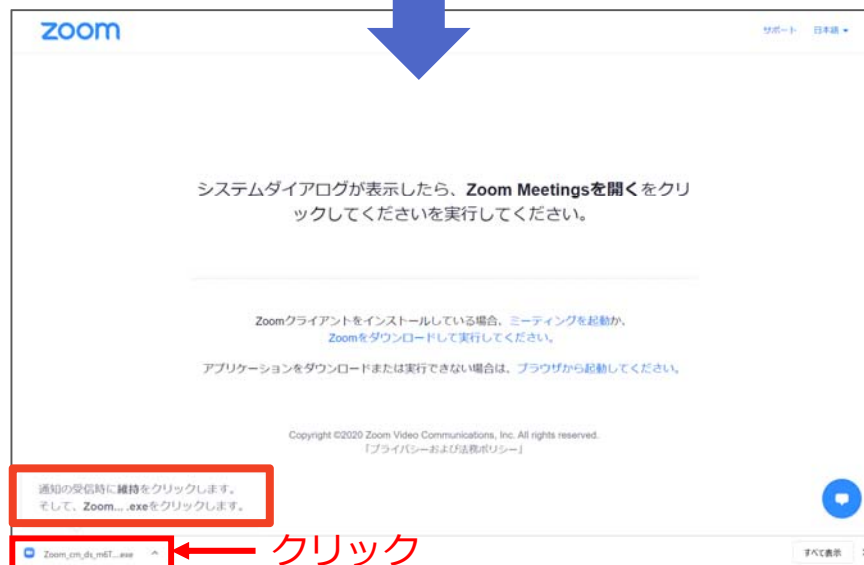 zoom
サポート 日本語
システムダイアログが表示したら、Zoom Meetingsを開くをクリ
ックしてくださいを実行してください。
Zoomクライアントをインストールしている場合、ミーティングを起動か、
Zoomをダウンロードして実行してください。
アプリケーションをダウンロードまたは実行できない場合は、ブラウザから起動してください。
Copyright ©2020 Zoom Video Communications, Inc. All rights reserved.
「プライバシーおよび法務ポリシー」
通知の受信時に維持をクリックします。
そして、Zoom... .exeをクリックします。
Zoom_cm_ds_m6T....exe
クリック
すべて表示